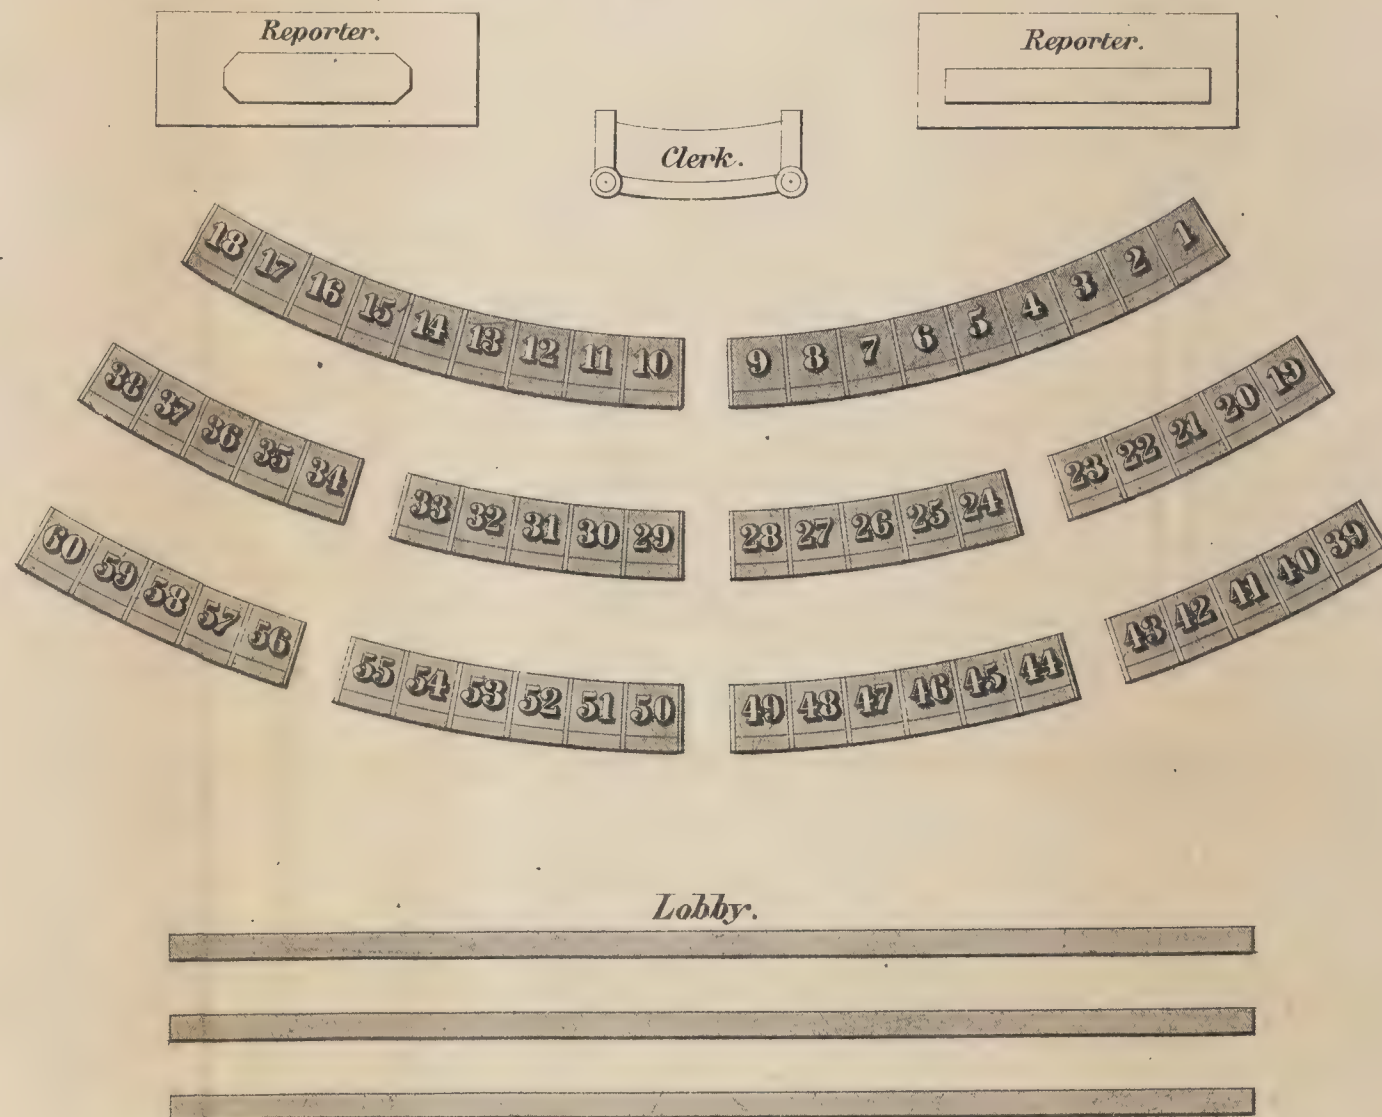 Reporter.
Reporter.
Clerk.
18 17 16 15 14 13 12 11 10 9 8 7 6 5 4 3 2 1
38 37 36 35 34 33 32 31 30 29 28 27 26 25 24 23 22 21 20 19
60 59 58 57 56 55 54 53 52 51 50 49 48 47 46 45 44 43 42 41 40 39
Lobby.